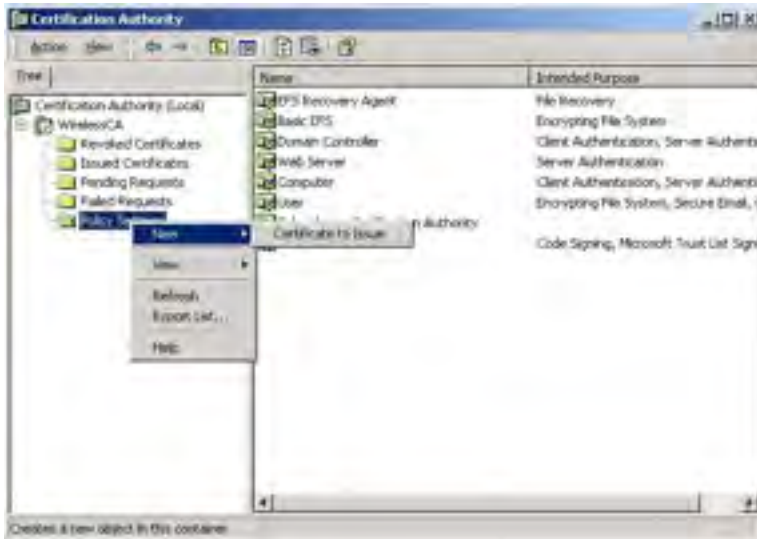 Certification Authority
Action View
Tree
Name Intended Purpose
Certification Authority (Local)
WirelessCA
Revoked Certificates
Issued Certificates
Pending Requests
Failed Requests
Policy
EFS Recovery Agent File Recovery
Basic EFS Encrypting File System
Domain Controller Client Authentication, Server Authenti
Web Server Server Authentication
Computer Client Authentication, Server Authenti
User Encrypting File System, Secure Email,
Authority
Code Signing, Microsoft Trust List Sign
New
Certificate to Issue
View
Refresh
Export List...
Help
Creates a new object in this container